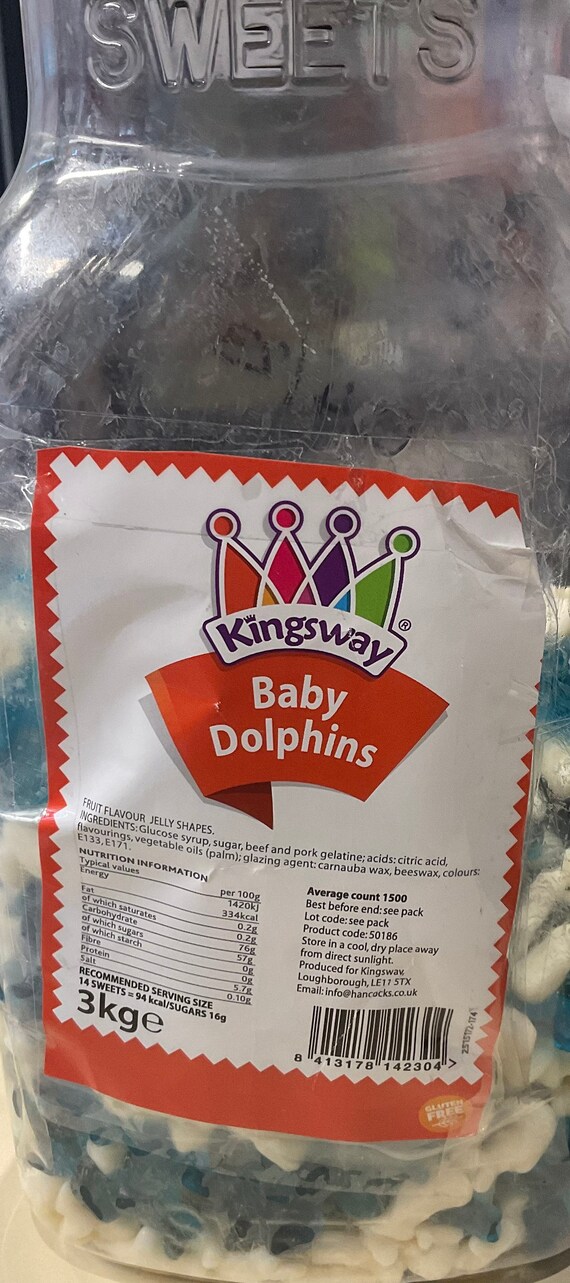 SWEETS
Kingsway®
Baby
Dolphins
FRUIT FLAVOUR JELLY SHAPES.
INGREDIENTS: Glucose syrup, sugar, beef and pork gelatine; acids: citric acid,
flavourings, vegetable oils (palm); glazing agent: carnauba wax, beeswax, colours:
E133, E171.
NUTRITION INFORMATION
Typical values per 100g
Energy 1420kJ
334kcal
Fat 0.2g
of which saturates 0.2g
Carbohydrate 76g
of which sugars 57g
of which starch 0g
Fibre 0g
Protein 5.7g
Salt 0.10g
RECOMMENDED SERVING SIZE
14 SWEETS = 94 kcal/SUGARS 16g
3kg℮
Average count 1500
Best before end: see pack
Lot code: see pack
Product code: 50186
Store in a cool, dry place away
from direct sunlight.
Produced for Kingsway,
Loughborough, LE11 5TX
Email: info@hancocks.co.uk
8 413178 142304 >
GLUTEN
FREE